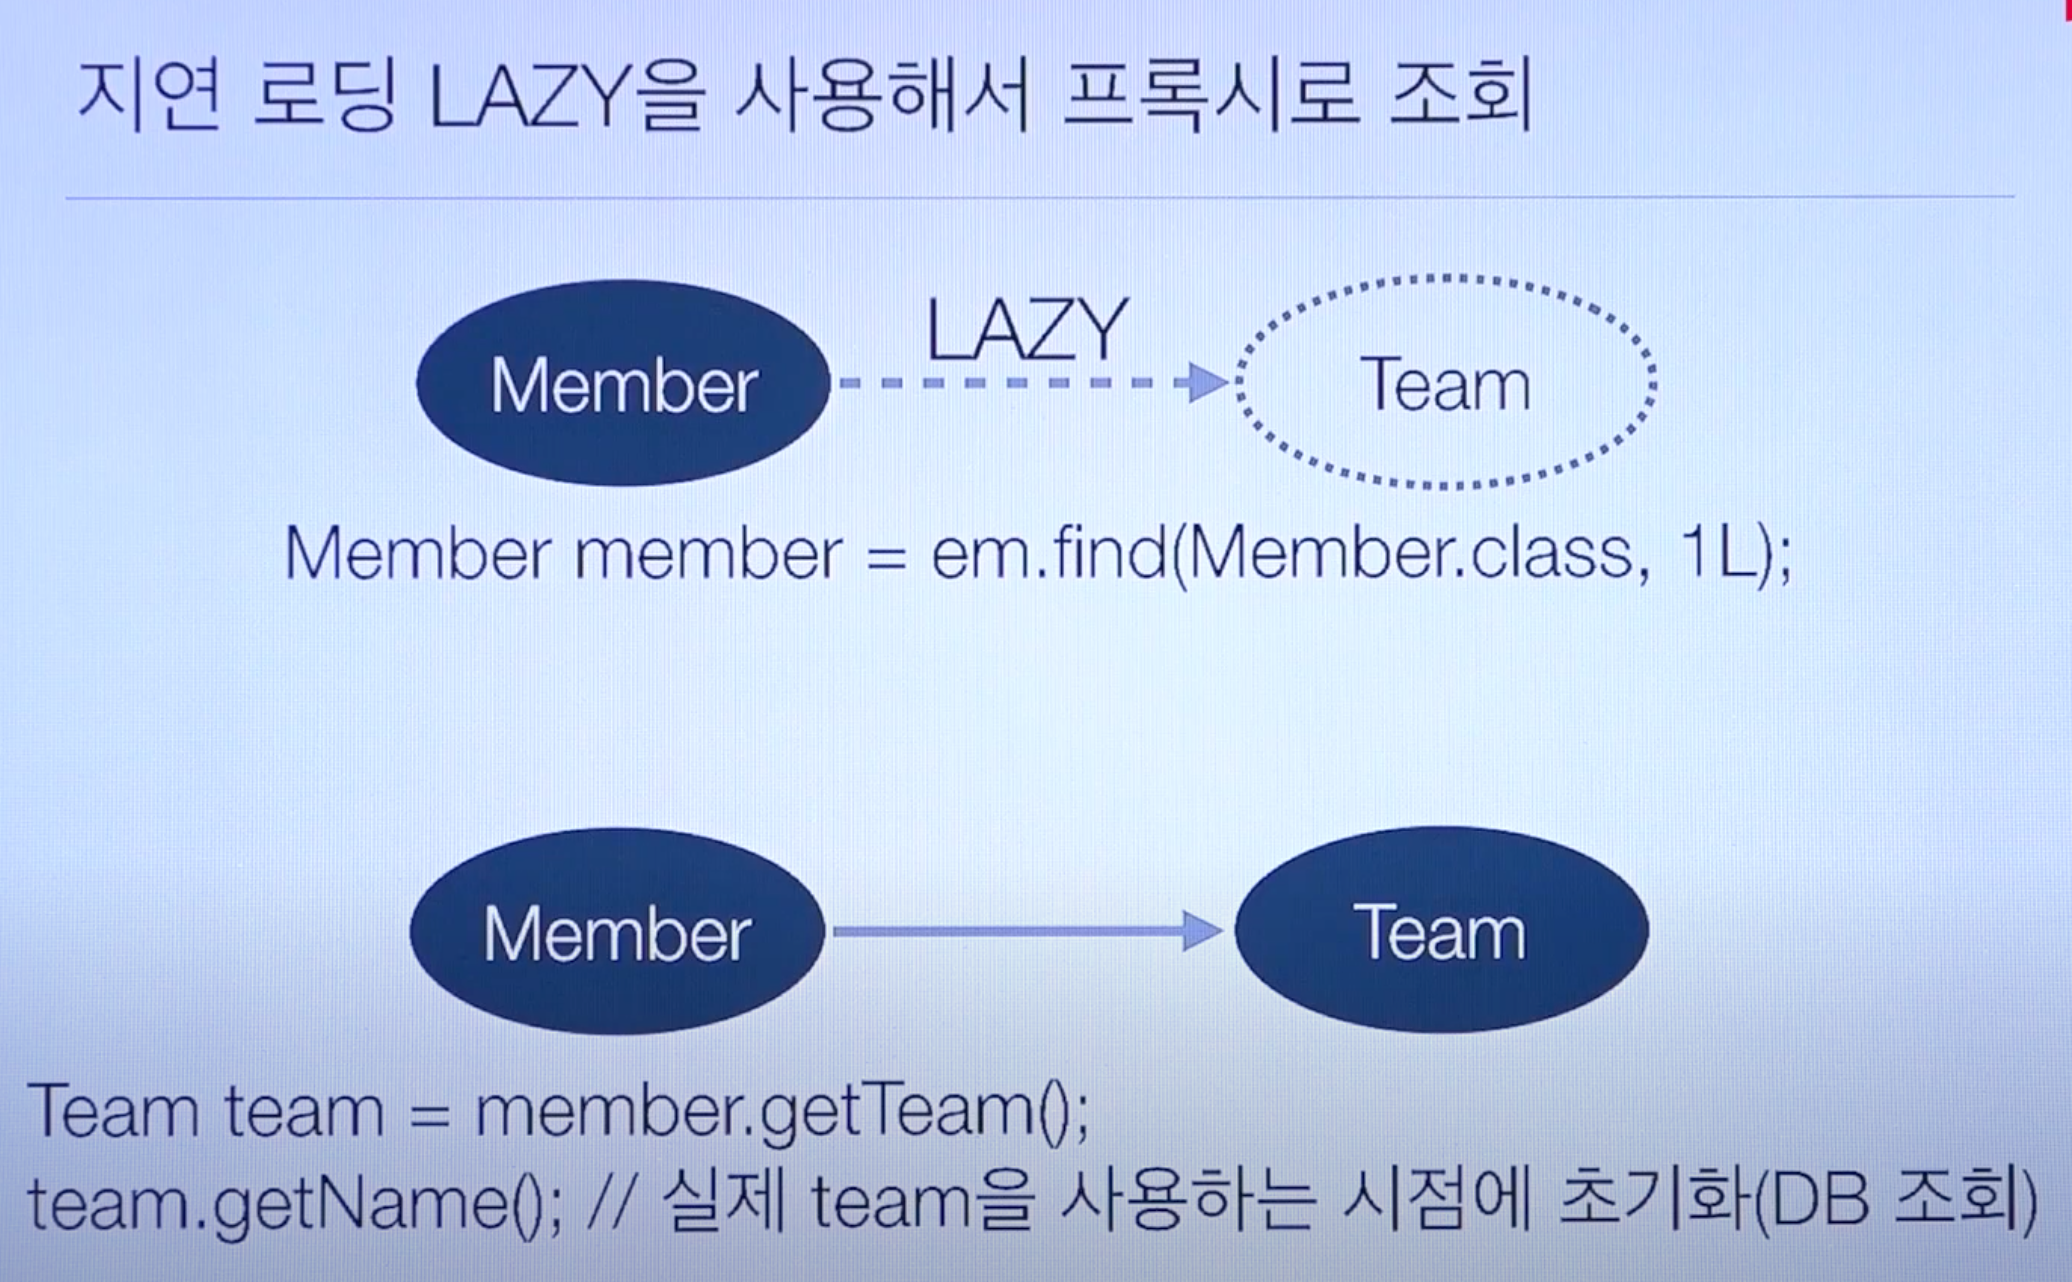 지연 로딩 LAZY을 사용해서 프록시로 조회
Member
LAZY
Team
Member member = em.find(Member.class, 1L);
Member
Team
Team team = member.getTeam();
team.getName(); // 실제 team을 사용하는 시점에 초기화(DB 조회)